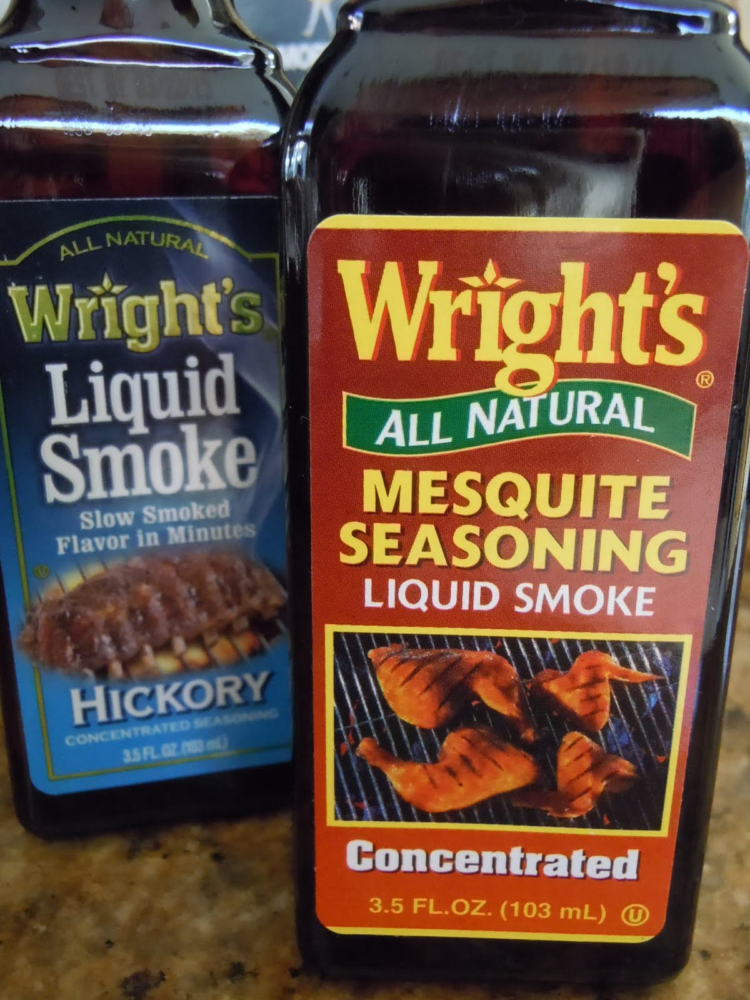 ALL NATURAL
Wright's
Liquid
Smoke
Slow Smoked
Flavor in Minutes
U
HICKORY
CONCENTRATED SEASONING
3.5 FL. OZ. (103 mL)
Wright's®
ALL NATURAL
MESQUITE
SEASONING
LIQUID SMOKE
Concentrated
3.5 FL.OZ. (103 mL) U